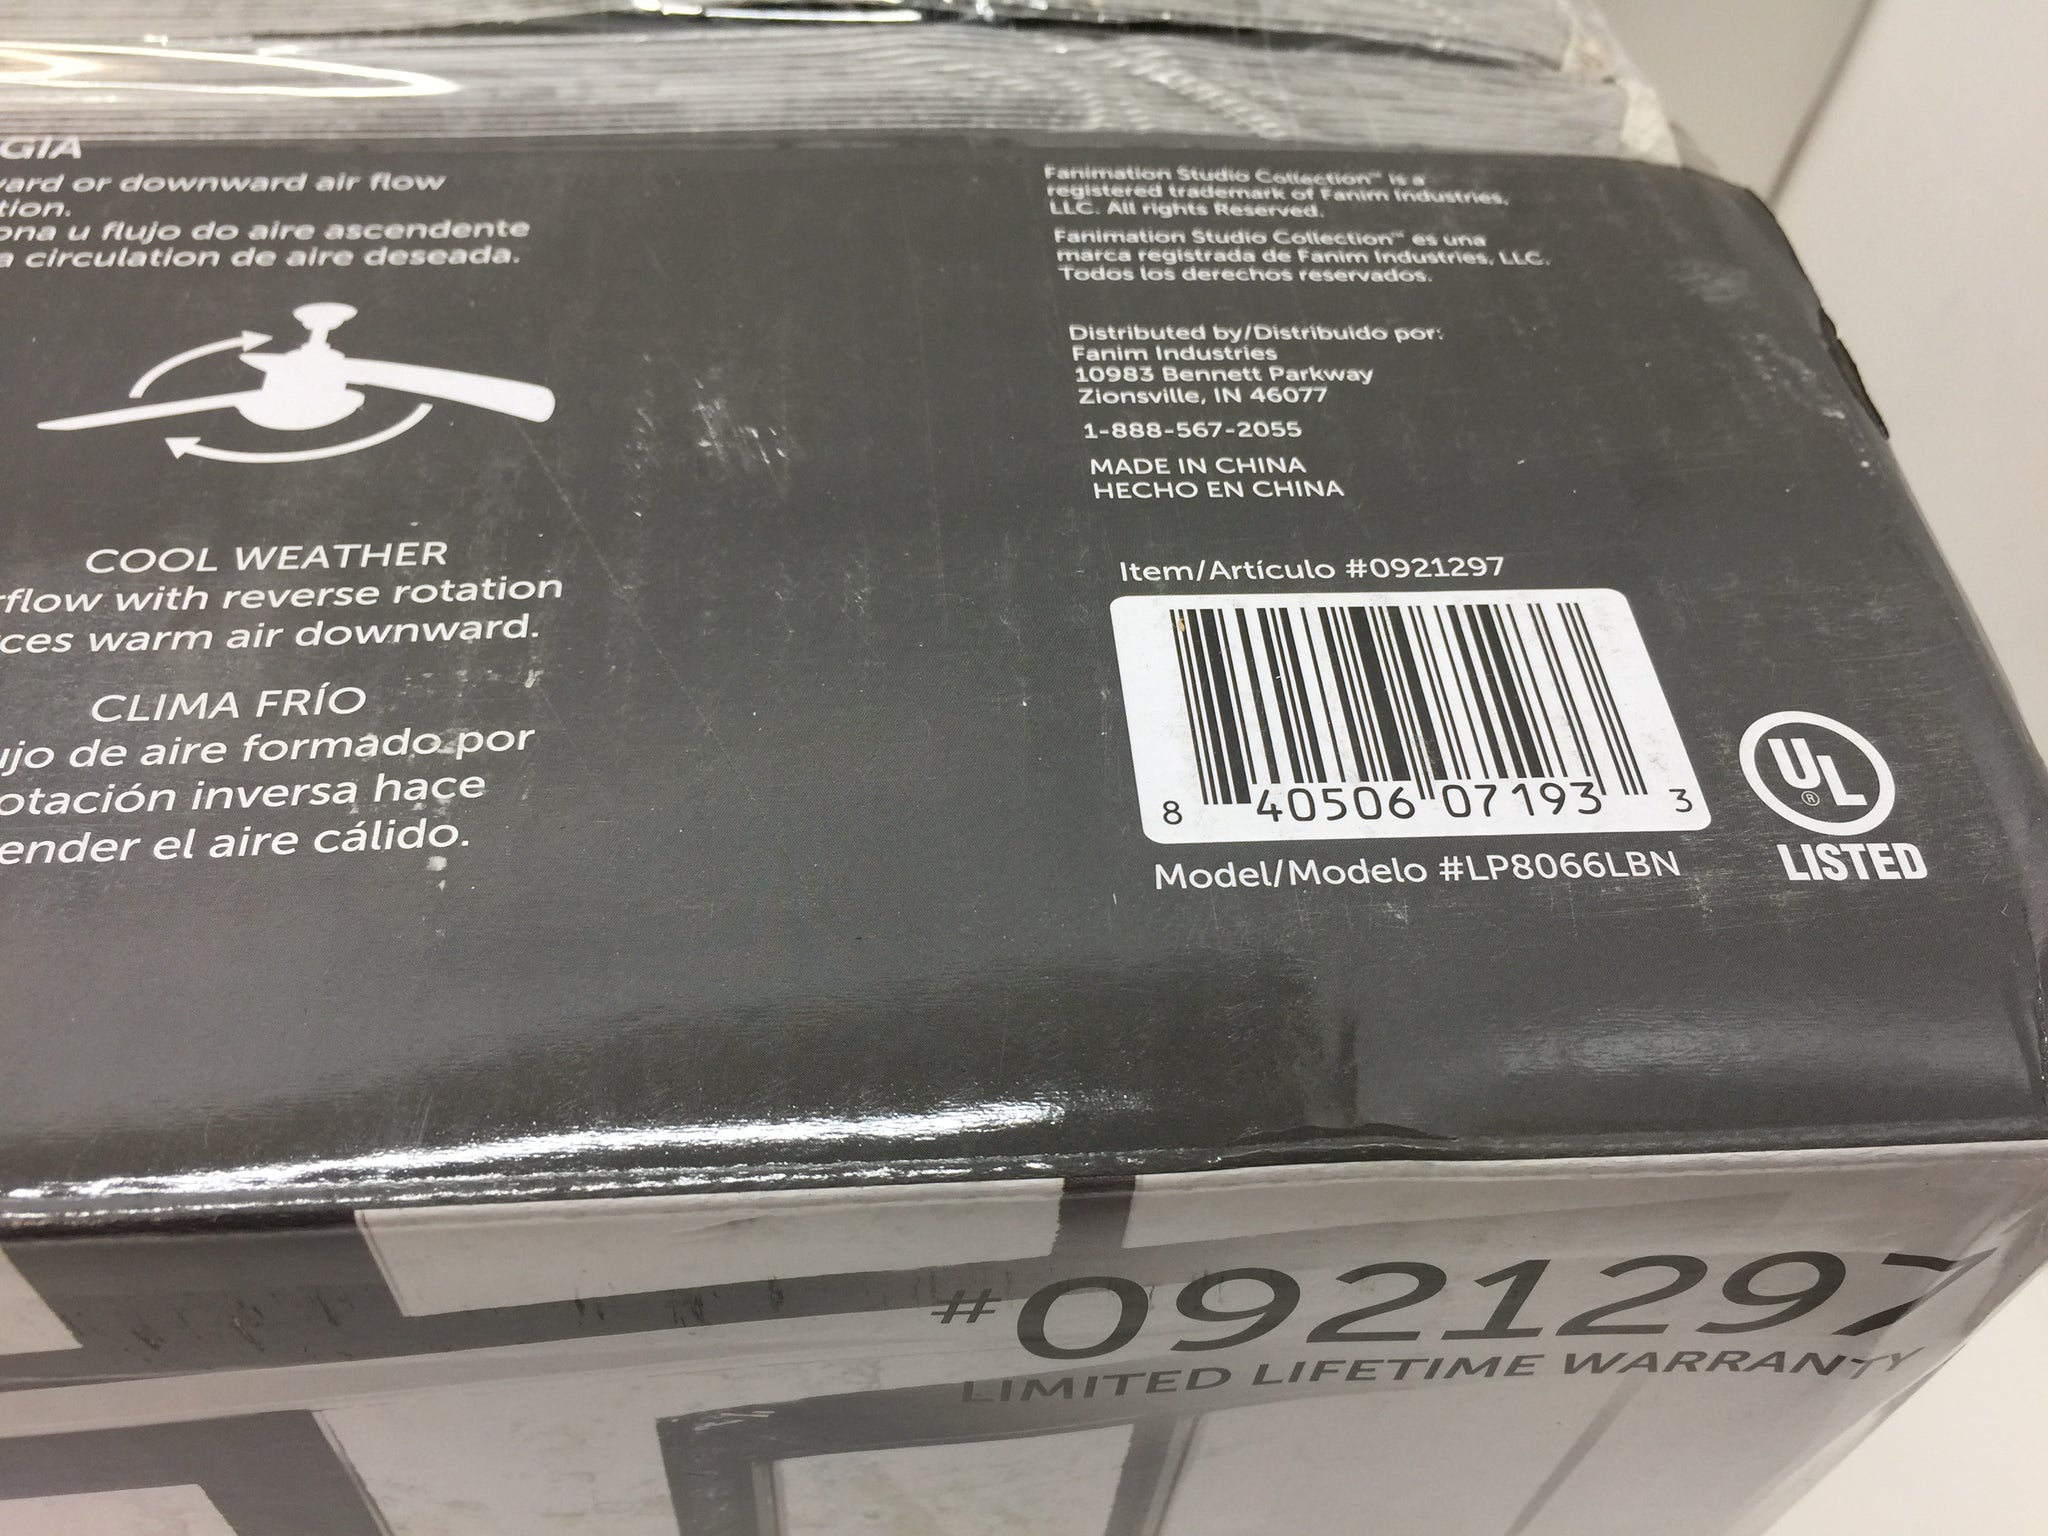 GIA
ard or downward air flow
tion.
ona u flujo do aire ascendente
a circulation de aire deseada.
COOL WEATHER
rflow with reverse rotation
ces warm air downward.
CLIMA FRÍO
ujo de aire formado por
otación inversa hace
ender el aire cálido.
Fanimation Studio Collection™ is a
registered trademark of Fanim Industries,
LLC. All rights Reserved.
Fanimation Studio Collection™ es una
marca registrada de Fanim Industries, LLC.
Todos los derechos reservados.
Distributed by/Distribuido por:
Fanim Industries
10983 Bennett Parkway
Zionsville, IN 46077
1-888-567-2055
MADE IN CHINA
HECHO EN CHINA
Item/Artículo #0921297
8 40506 07193 3
Model/Modelo #LP8066LBN
UL ®
LISTED
#0921297
LIMITED LIFETIME WARRANTY